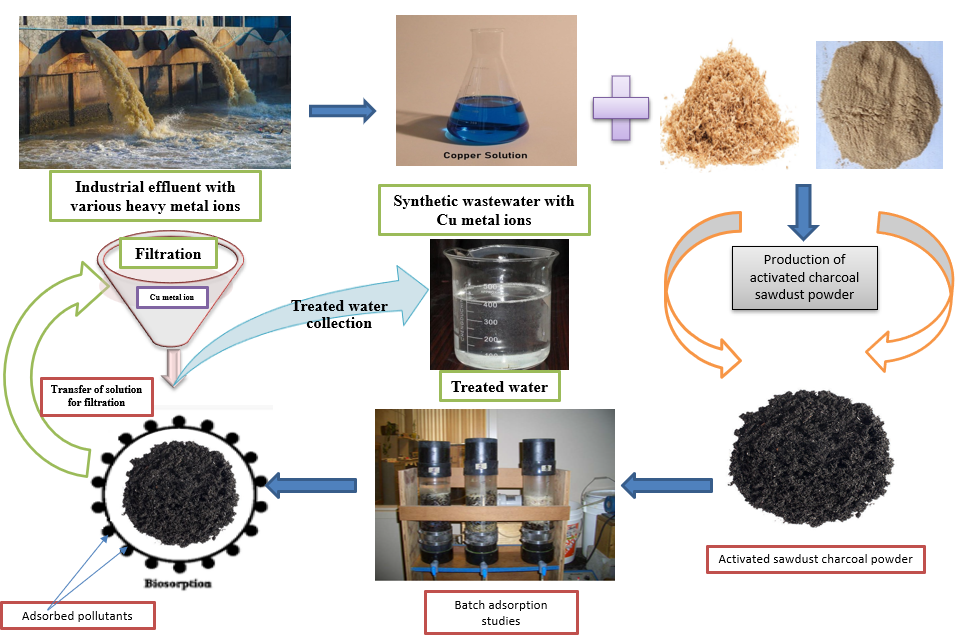 Copper Solution
Industrial effluent with
various heavy metal ions
Synthetic wastewater with
Cu metal ions
Filtration
Cu metal ion
Production of
activated charcoal
sawdust powder
Treated water
collection
500
400
300
200
100
Treated water
Transfer of solution
for filtration
Biosorption
Adsorbed pollutants
Batch adsorption
studies
Activated sawdust charcoal powder